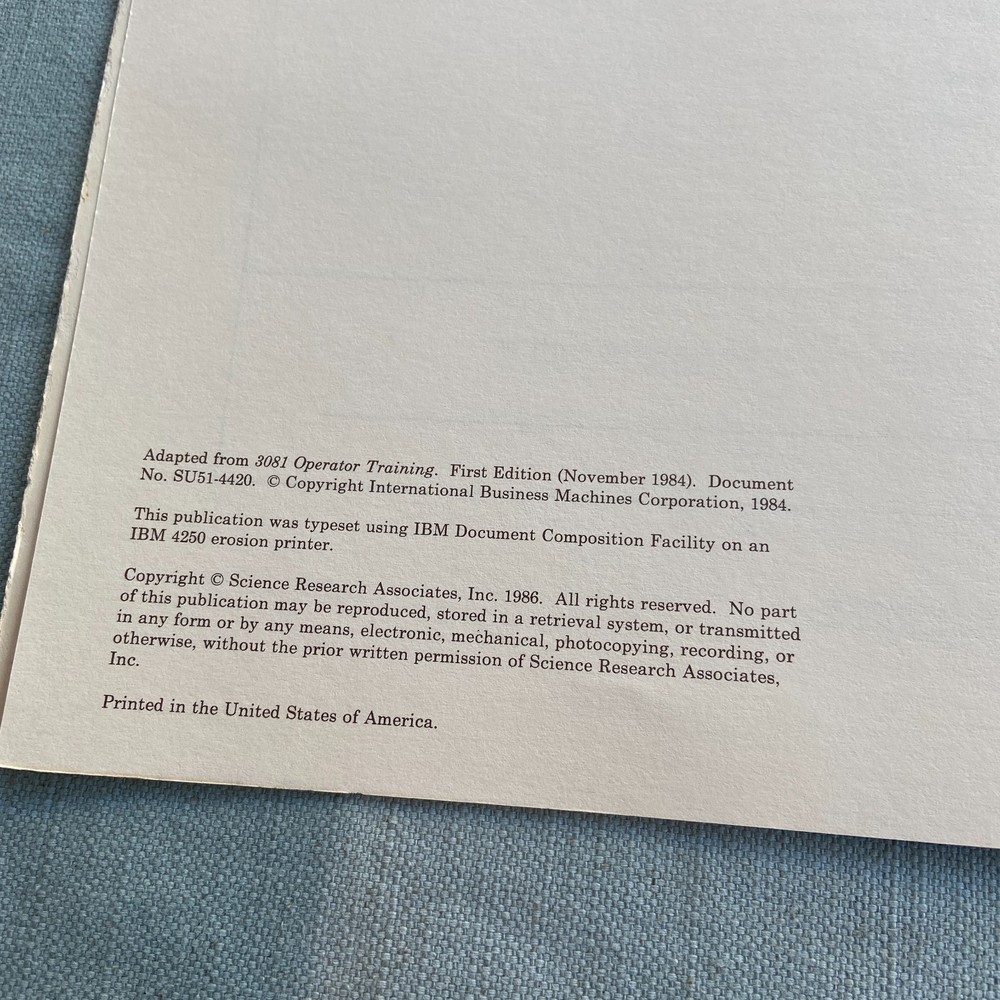 Adapted from 3081 Operator Training. First Edition (November 1984). Document
No. SU51-4420. © Copyright International Business Machines Corporation, 1984.
This publication was typeset using IBM Document Composition Facility on an
IBM 4250 erosion printer.
Copyright © Science Research Associates, Inc. 1986. All rights reserved. No part
of this publication may be reproduced, stored in a retrieval system, or transmitted
in any form or by any means, electronic, mechanical, photocopying, recording, or
otherwise, without the prior written permission of Science Research Associates,
Inc.
Printed in the United States of America.